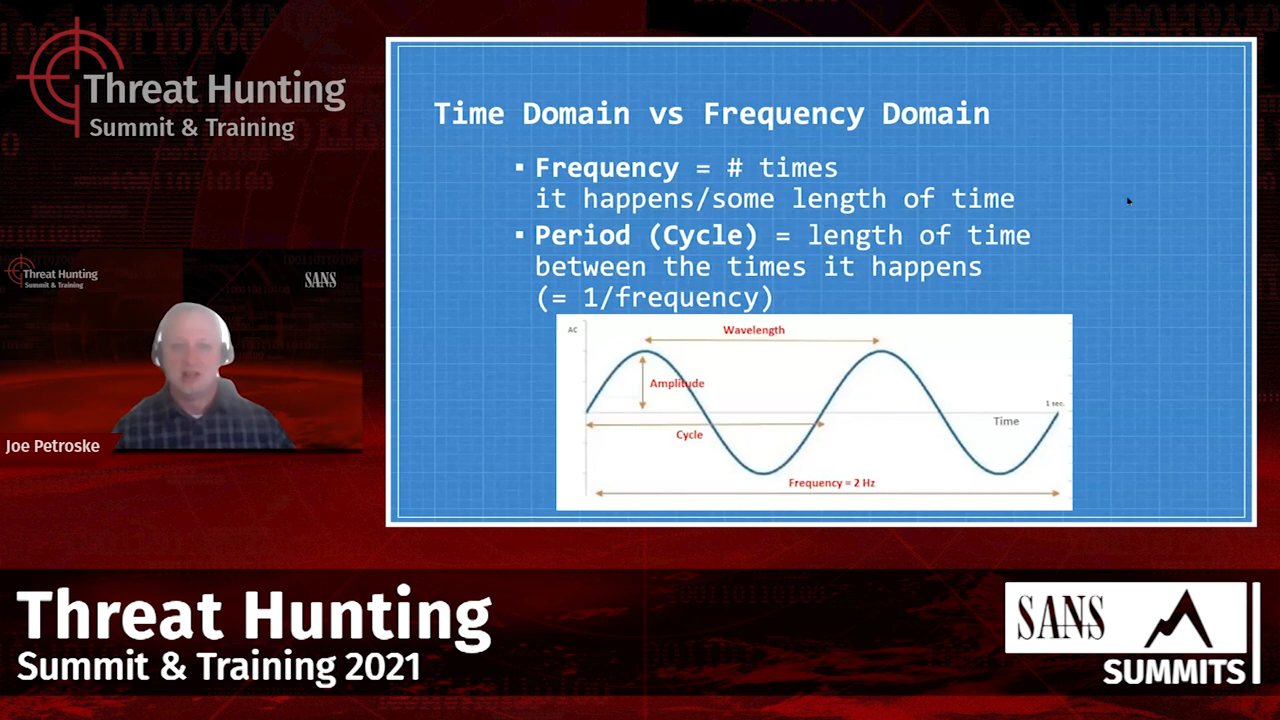 Threat Hunting
Summit & Training
Time Domain vs Frequency Domain
▪ Frequency = # times
it happens/some length of time
▪ Period (Cycle) = length of time
between the times it happens
(= 1/frequency)
AC
Wavelength
Amplitude
1 sec.
Time
Cycle
Frequency = 2 Hz
Threat Hunting
Summit & Training
SANS
Joe Petroske
Threat Hunting
Summit & Training 2021
SANS
SUMMITS